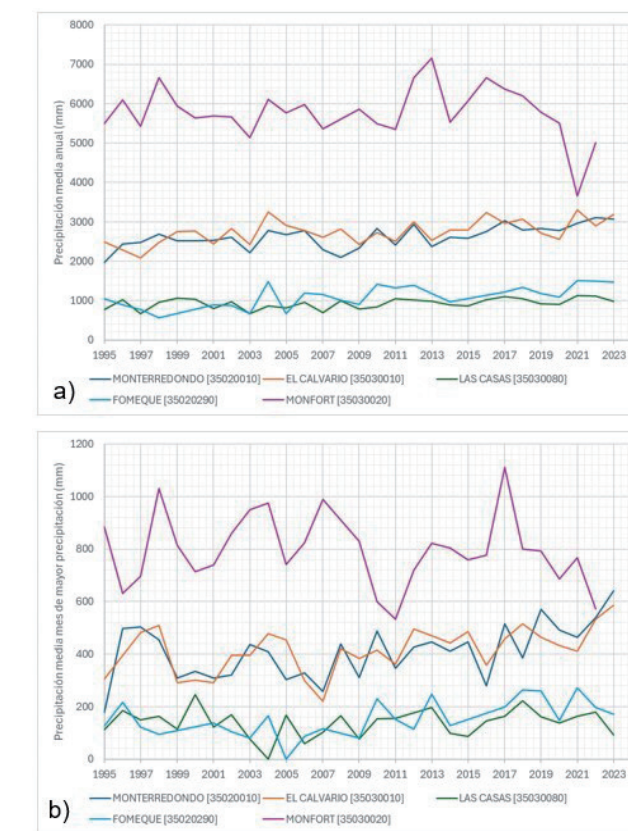 8000
7000
6000
5000
4000
3000
2000
1000
0
Precipitación media anual (mm)
1995 1997 1999 2001 2003 2005 2007 2009 2011 2013 2015 2017 2019 2021 2023
MONTERREDONDO [35020010] EL CALVARIO [35030010] LAS CASAS [35030080]
FOMEQUE [35020290] MONFORT [35030020]
a)
1200
1000
800
600
400
200
0
Precipitación media mes de mayor precipitación (mm)
1995 1997 1999 2001 2003 2005 2007 2009 2011 2013 2015 2017 2019 2021 2023
MONTERREDONDO [35020010] EL CALVARIO [35030010] LAS CASAS [35030080]
FOMEQUE [35020290] MONFORT [35030020]
b)